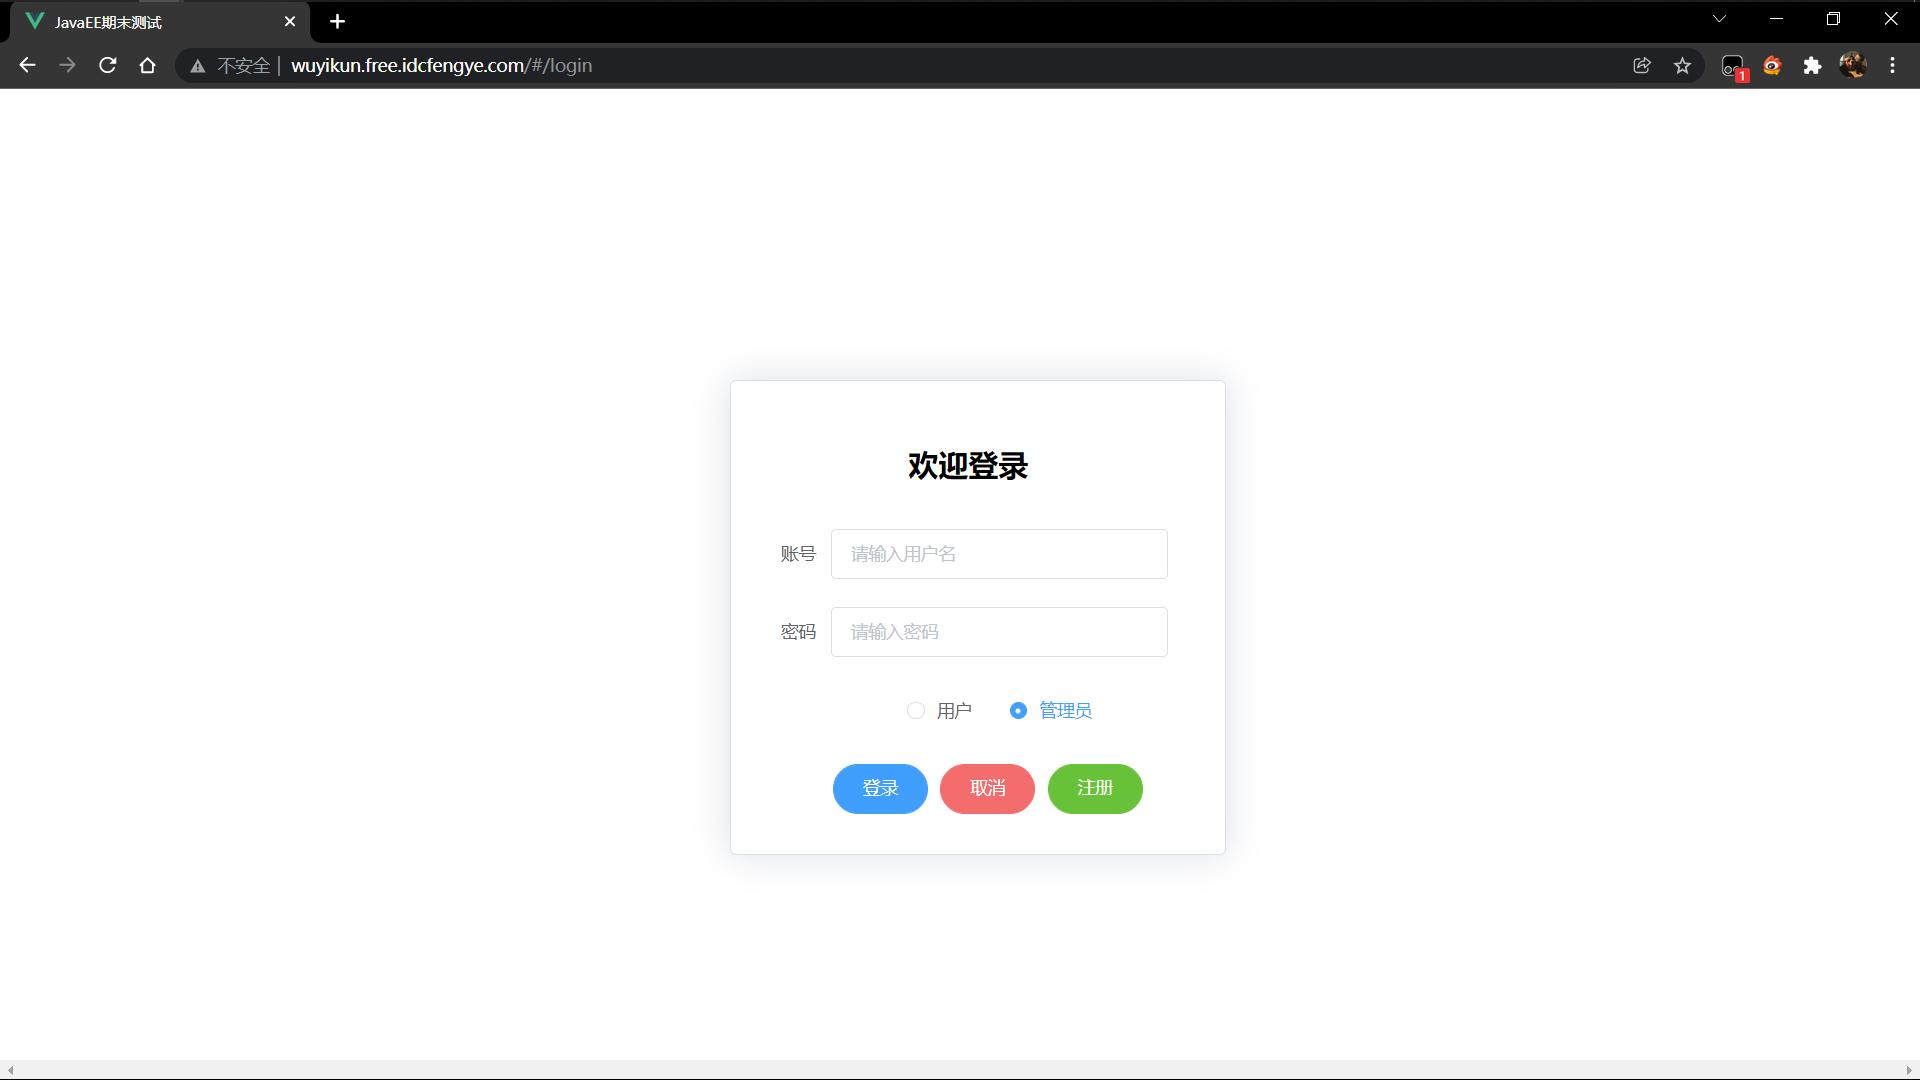 JavaEE期末测试
不安全 | wuyikun.free.idcfengye.com/#/login
1
欢迎登录
账号 请输入用户名
密码 请输入密码
用户 管理员
登录 取消 注册